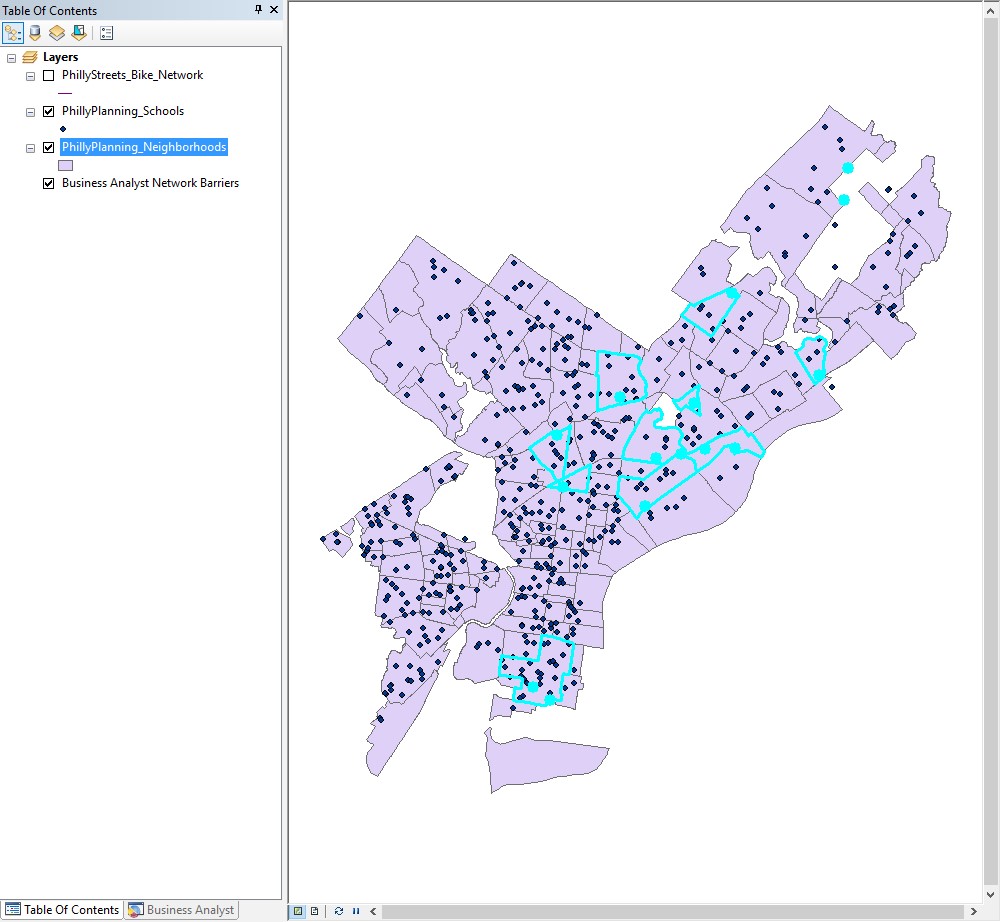 Table Of Contents
Layers
PhillyStreets_Bike_Network
PhillyPlanning_Schools
PhillyPlanning_Neighborhoods
Business Analyst Network Barriers
Table Of Contents
Business Analyst